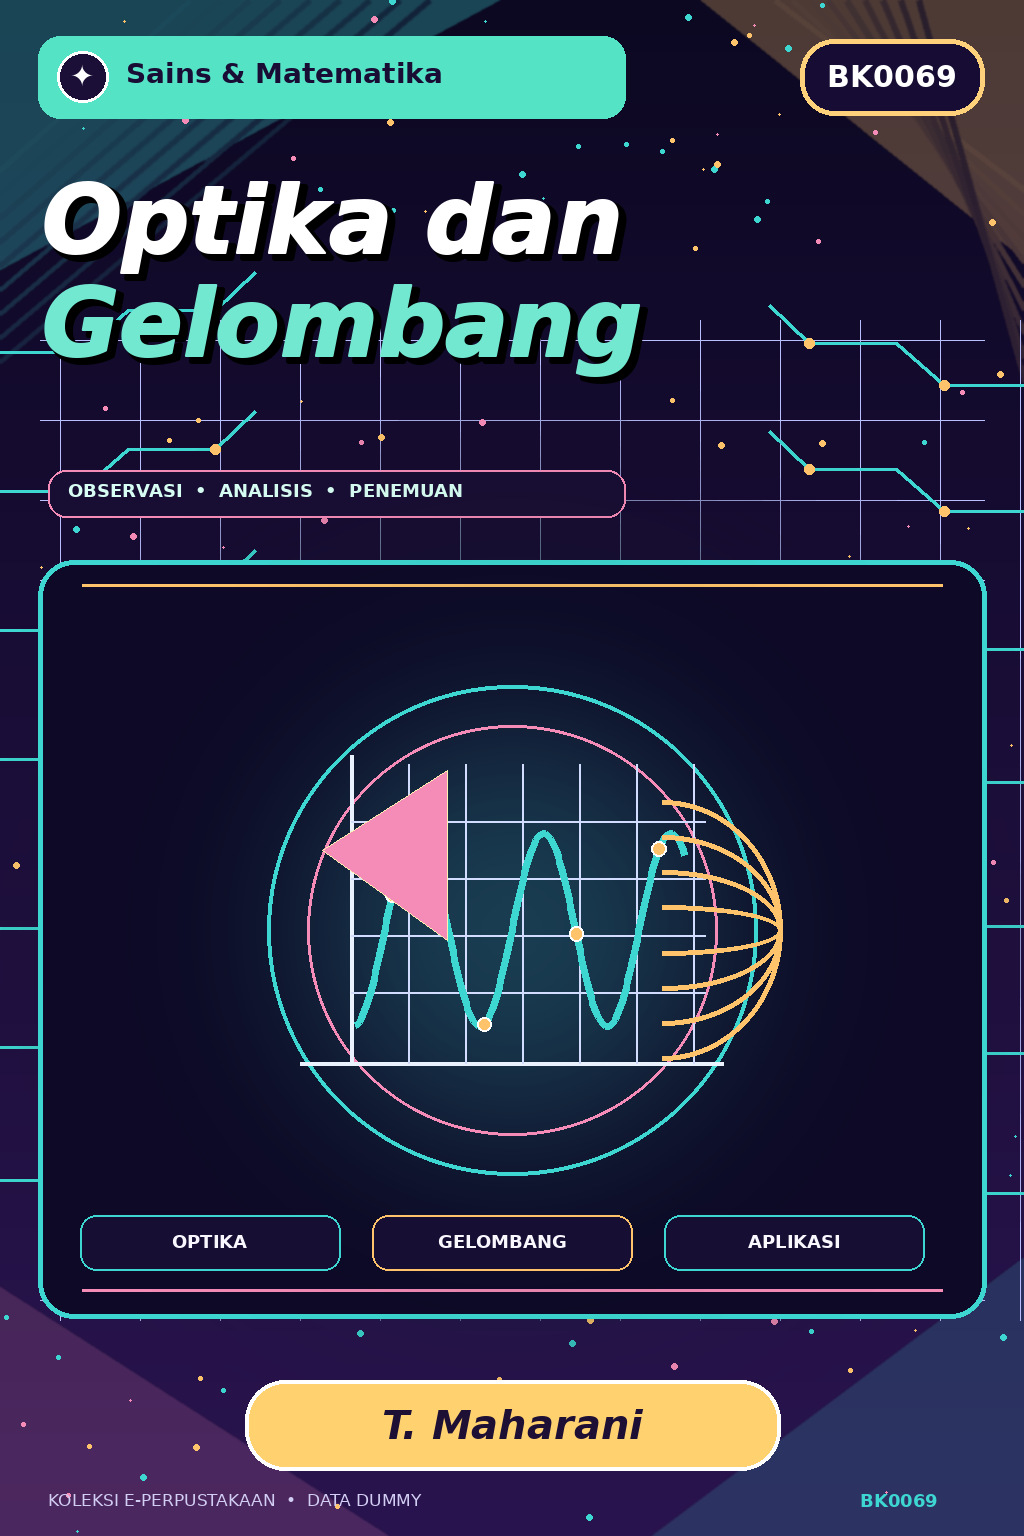 ✦ Sains & Matematika
BK0069
Optika dan
Gelombang
OBSERVASI • ANALISIS • PENEMUAN
OPTIKA
GELOMBANG
APLIKASI
T. Maharani
KOLEKSI E-PERPUSTAKAAN • DATA DUMMY
BK0069